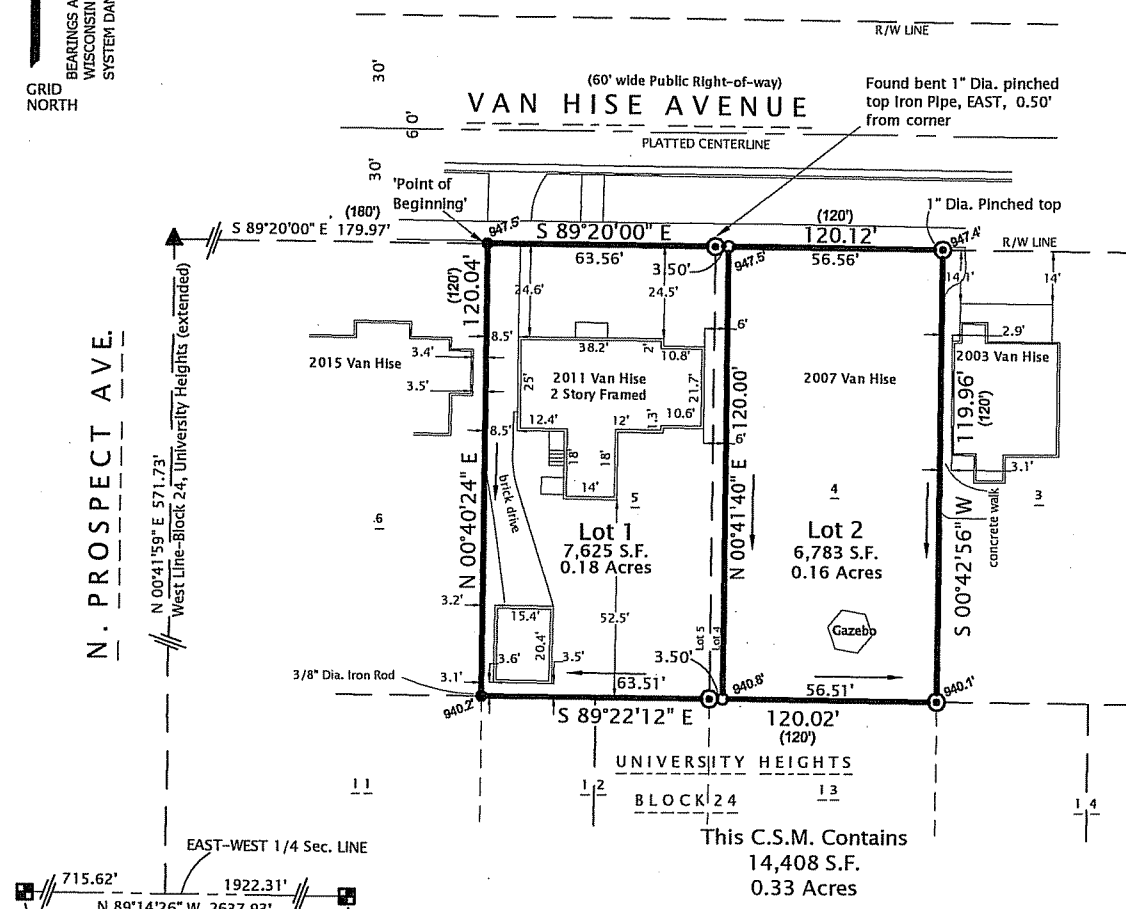 BEARINGS A
WISCONSIN
SYSTEM DAN
GRID
NORTH
R/W LINE
30'
(60' wide Public Right-of-way)
VAN HISE AVENUE
60'
PLATTED CENTERLINE
30'
Found bent 1" Dia. pinched
top Iron Pipe, EAST, 0.50'
from corner
'Point of
Beginning'
(180')
S 89°20'00" E 179.97'
947.5'
S 89°20'00" E
(120')
120.12'
1" Dia. Pinched top
947.4'
R/W LINE
63.56'
3.50'
947.5'
56.56'
(120')
120.04'
24.6'
24.5'
14.1'
14'
8.5'
38.2'
2'
10.8'
6'
2.9'
2015 Van Hise
3.4'
3.5'
2011 Van Hise
2 Story Framed
25'
21.7'
2007 Van Hise
2003 Van Hise
120.00'
119.96'
(120')
12.4'
12'
1.3'
10.6'
8.5'
6'
18'
18'
14'
3.1'
N. PROSPECT AVE.
N 00°41'59" E 571.73'
West Line-Block 24, University Heights (extended)
N 00°40'24" E
brick drive
N 00°41'40" E
S 00°42'56" W
concrete walk
6
5
4
3
Lot 1
7,625 S.F.
0.18 Acres
Lot 2
6,783 S.F.
0.16 Acres
3.2'
15.4'
20.4'
52.5'
Lot 5
Lot 4
Gazebo
3.6'
3.5'
3.50'
3/8" Dia. Iron Rod
3.1'
63.51'
940.8'
56.51'
940.1'
940.2'
S 89°22'12" E
120.02'
(120')
UNIVERSITY HEIGHTS
BLOCK 24
11
12
13
14
This C.S.M. Contains
14,408 S.F.
0.33 Acres
EAST-WEST 1/4 Sec. LINE
715.62'
1922.31'
N 89°14'26" W 2637.93'